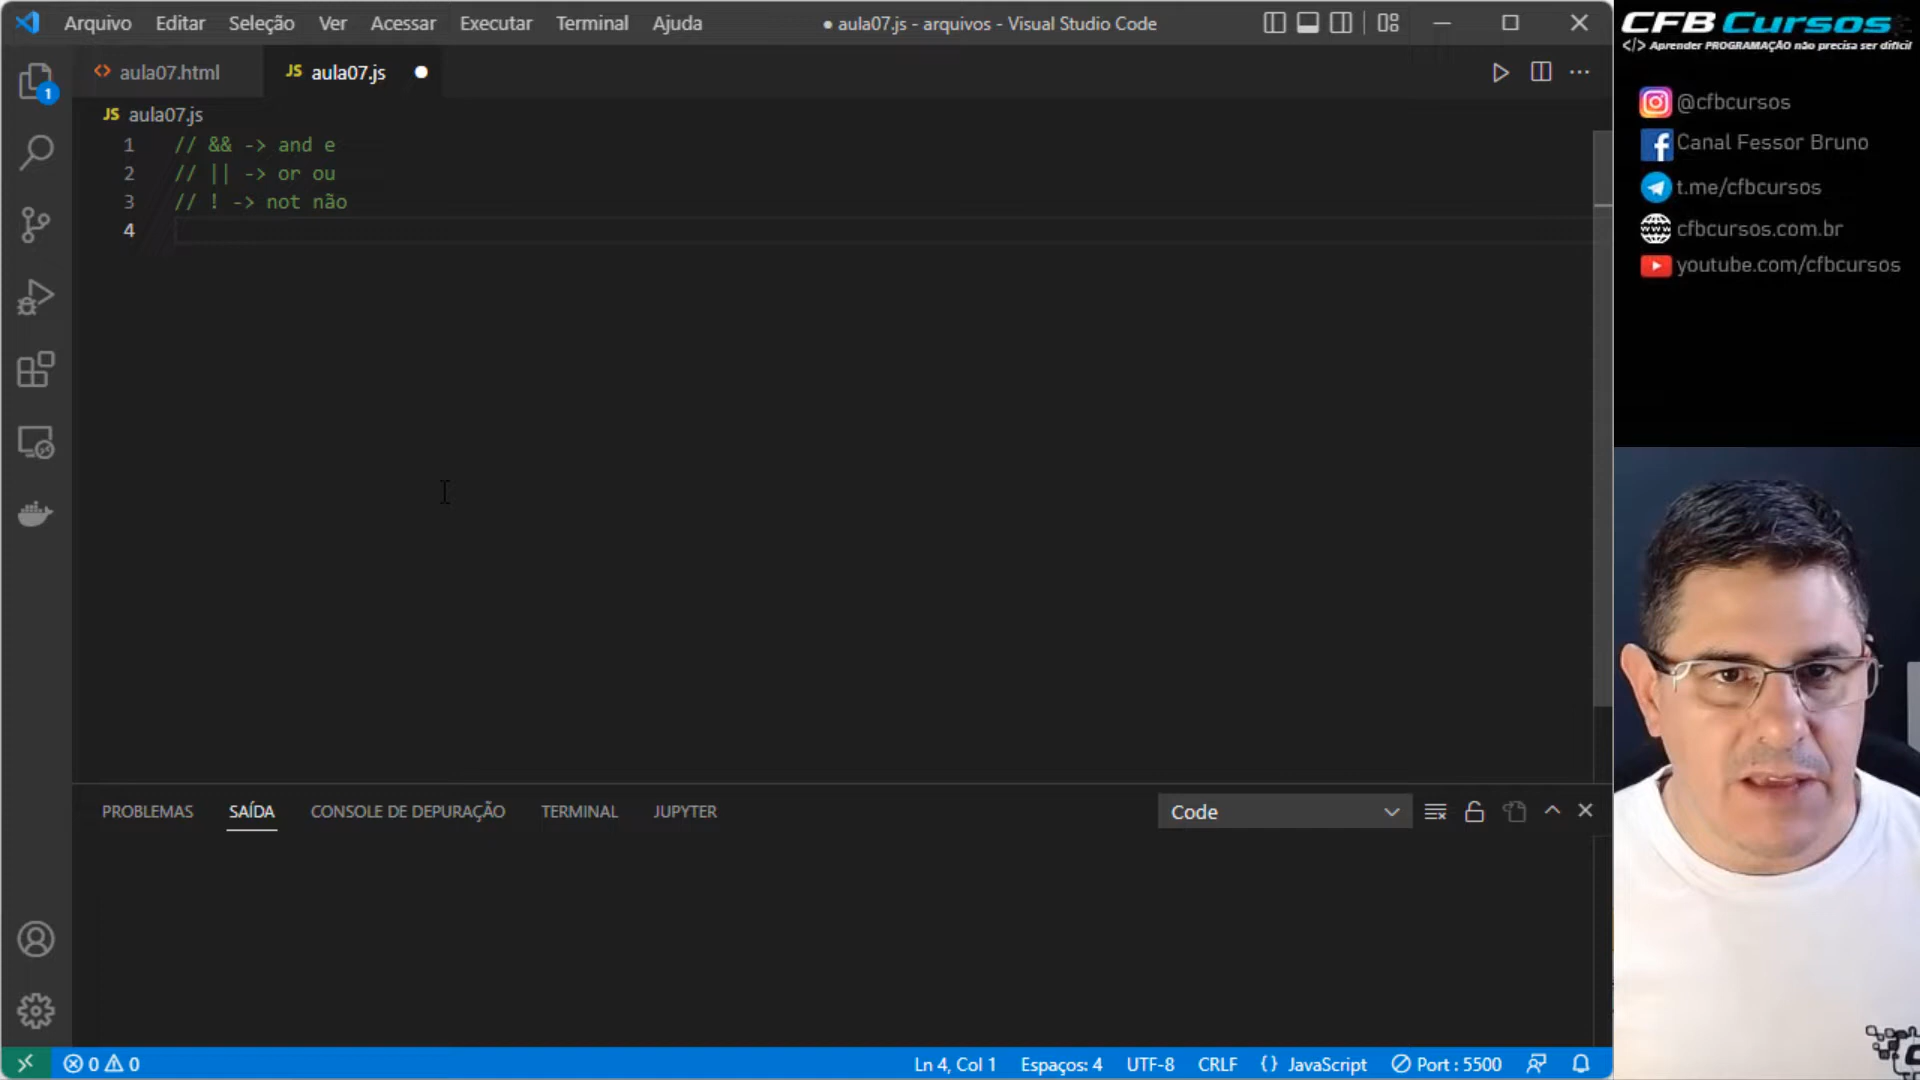 Arquivo Editar Seleção Ver Acessar Executar Terminal Ajuda ● aula07.js - arquivos - Visual Studio Code
aula07.html JS aula07.js
JS aula07.js
1 // && -> and e
2 // || -> or ou
3 // ! -> not não
4
PROBLEMAS SAÍDA CONSOLE DE DEPURAÇÃO TERMINAL JUPYTER Code
0 0 Ln 4, Col 1 Espaços: 4 UTF-8 CRLF {} JavaScript Port : 5500
1
CFB Cursos
</> Aprender PROGRAMAÇÃO não precisa ser difícil
@cfbcursos
Canal Fessor Bruno
t.me/cfbcursos
cfbcursos.com.br
youtube.com/cfbcursos